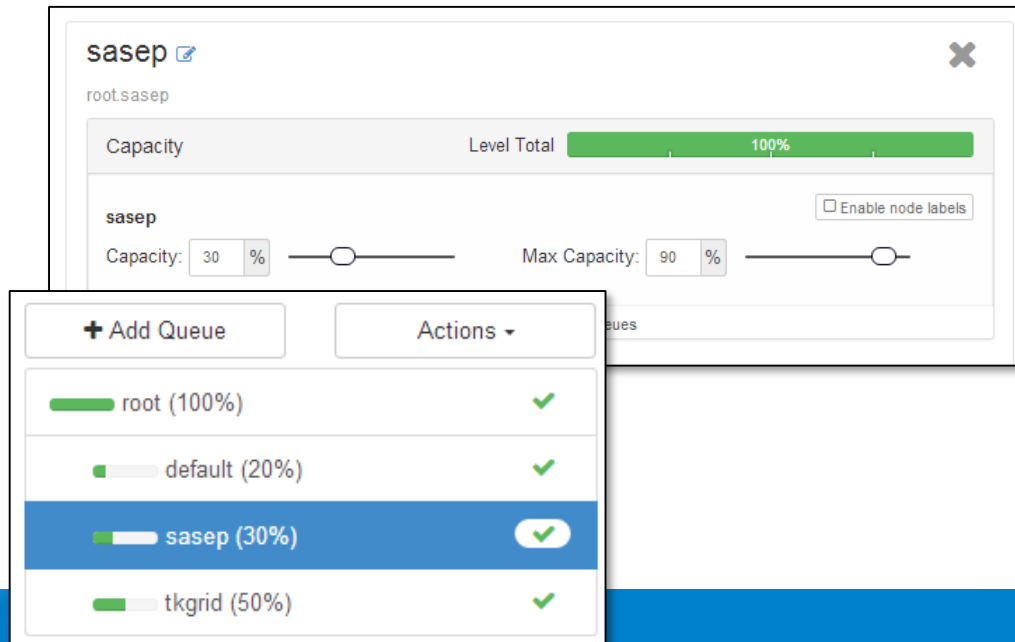 sasep
root.sasep
Capacity Level Total 100%
sasep
Enable node labels
Capacity: 30 % Max Capacity: 90 %
+ Add Queue Actions
root (100%)
default (20%)
sasep (30%)
tkgrid (50%)